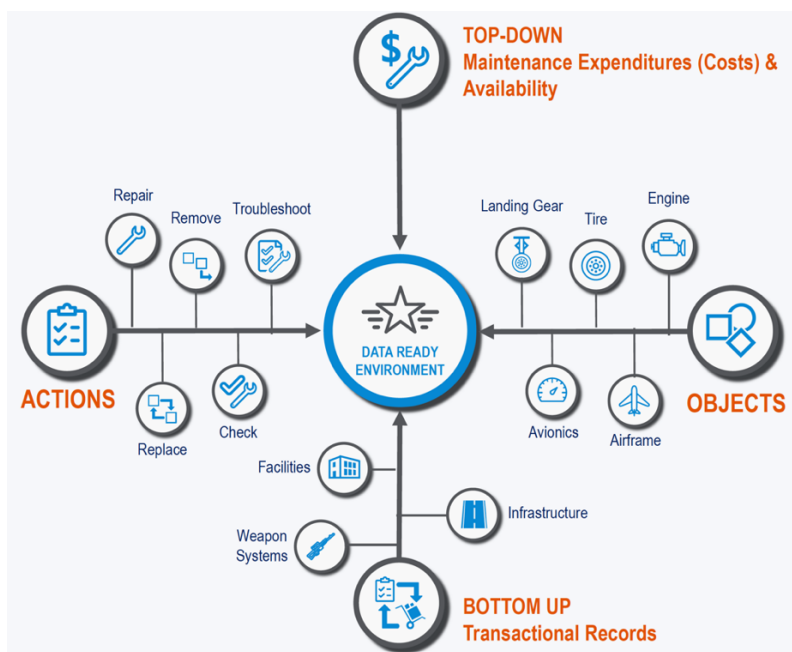 TOP-DOWN
Maintenance Expenditures (Costs) &
Availability
Repair
Remove
Troubleshoot
Landing Gear
Tire
Engine
DATA READY
ENVIRONMENT
ACTIONS
OBJECTS
Replace
Check
Avionics
Airframe
Facilities
Infrastructure
Weapon
Systems
BOTTOM UP
Transactional Records